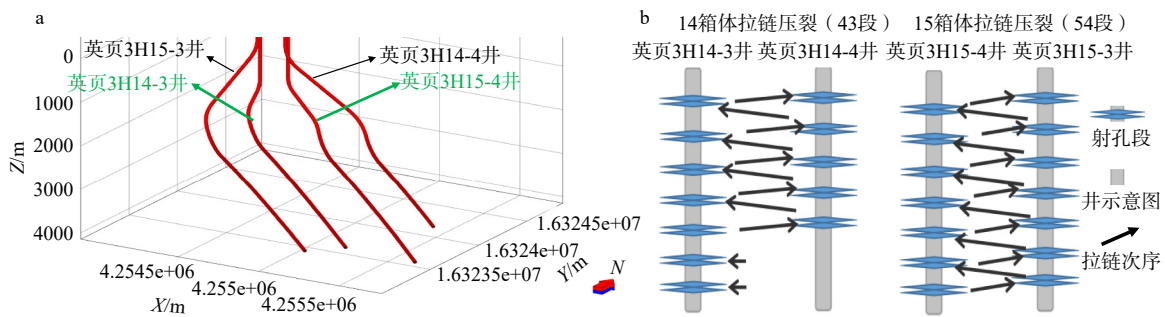 a
英页3H15-3井
英页3H14-4井
英页3H14-3井
英页3H15-4井
0
1000
2000
3000
4000
Z/m
4.2545e+06
4.255e+06
4.2555e+06
X/m
1.63235e+07
1.6324e+07
1.63245e+07
Y/m
N
b
14箱体拉链压裂（43段） 15箱体拉链压裂（54段）
英页3H14-3井 英页3H14-4井 英页3H15-4井 英页3H15-3井
射孔段
井示意图
拉链次序